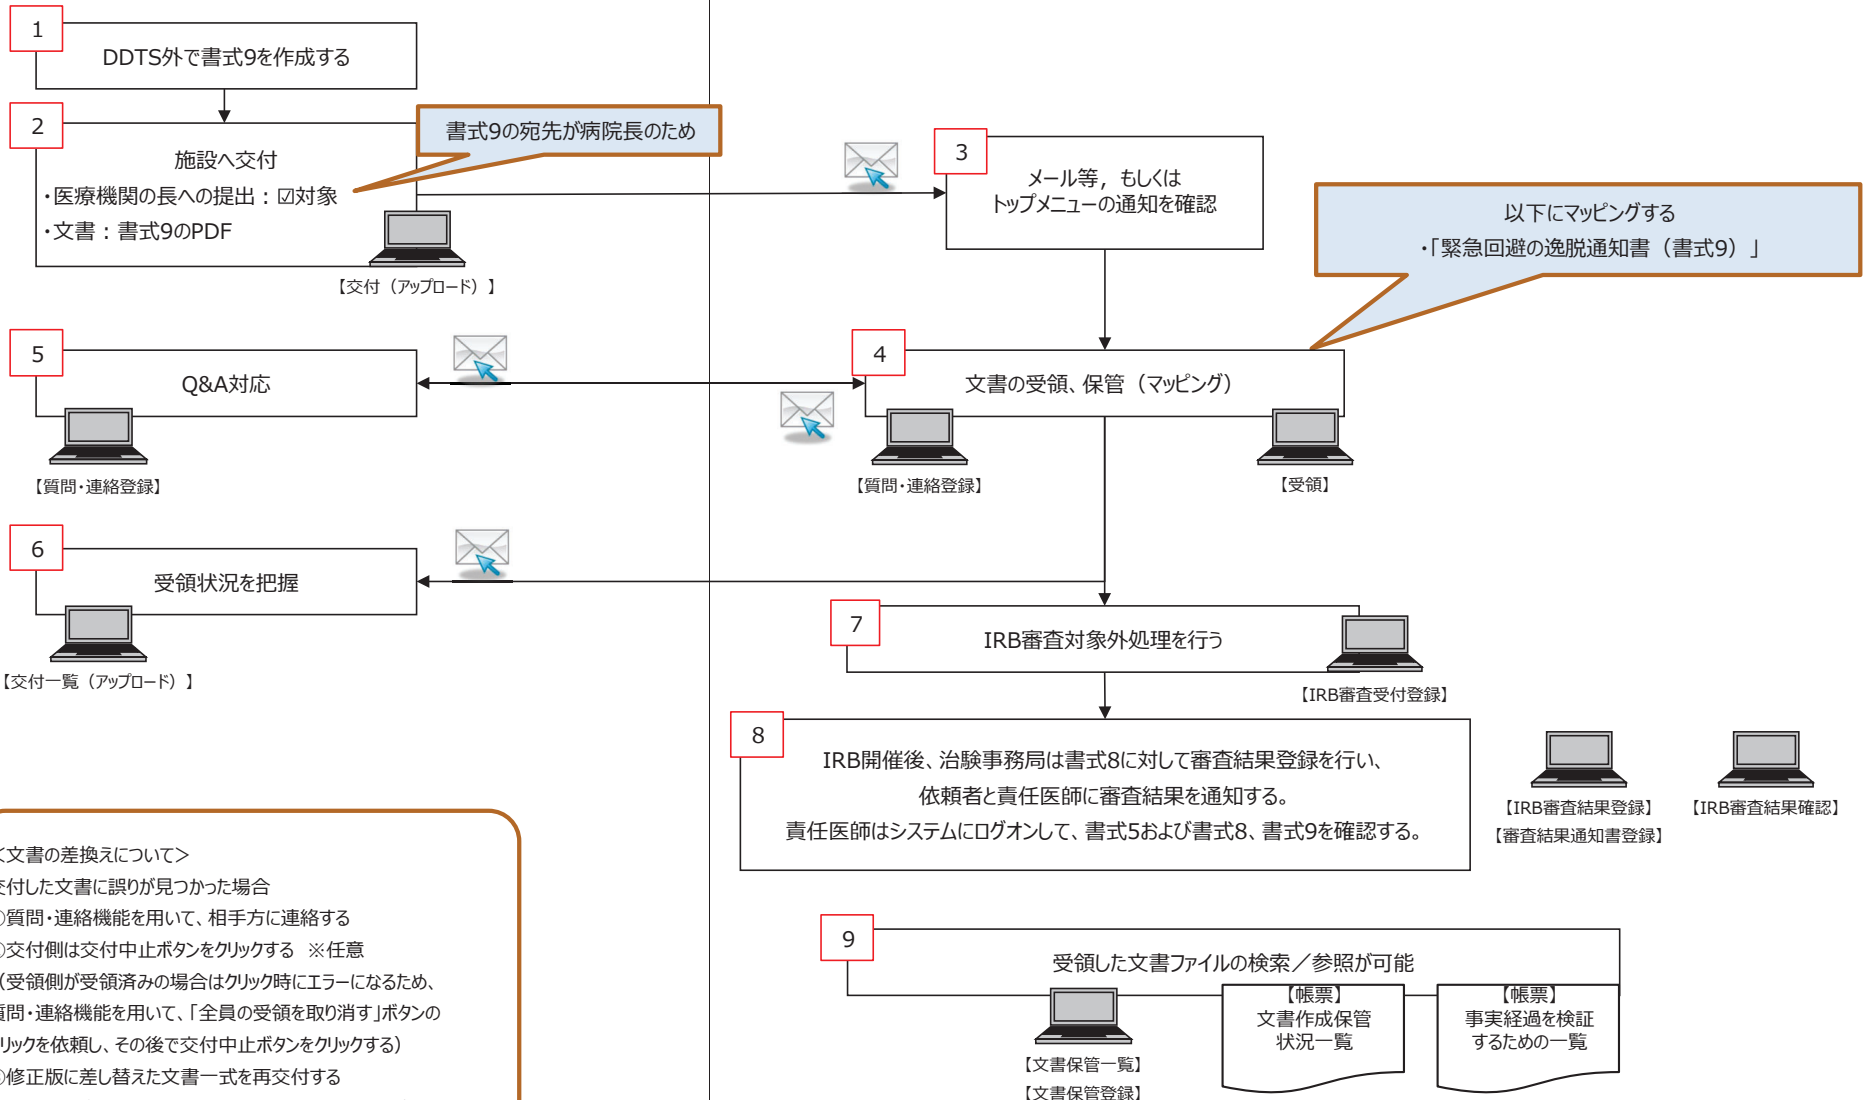 1
DDTS外で書式9を作成する
2
施設へ交付
・医療機関の長への提出：☑対象
・文書：書式9のPDF
書式9の宛先が病院長のため
【交付（アップロード）】
3
メール等，もしくは
トップメニューの通知を確認
以下にマッピングする
・「緊急回避の逸脱通知書（書式9）」
5
Q&A対応
【質問・連絡登録】
4
文書の受領、保管（マッピング）
【質問・連絡登録】
【受領】
6
受領状況を把握
【交付一覧（アップロード）】
7
IRB審査対象外処理を行う
【IRB審査受付登録】
8
IRB開催後、治験事務局は書式8に対して審査結果登録を行い、
依頼者と責任医師に審査結果を通知する。
責任医師はシステムにログオンして、書式5および書式8、書式9を確認する。
【IRB審査結果登録】
【審査結果通知書登録】
【IRB審査結果確認】
＜文書の差換えについて＞
交付した文書に誤りが見つかった場合
質問・連絡機能を用いて、相手方に連絡する
交付側は交付中止ボタンをクリックする ※任意
（受領側が受領済みの場合はクリック時にエラーになるため、
質問・連絡機能を用いて、「全員の受領を取り消す」ボタンの
クリックを依頼し、その後で交付中止ボタンをクリックする）
修正版に差し替えた文書一式を再交付する
9
受領した文書ファイルの検索／参照が可能
【文書保管一覧】
【文書保管登録】
【帳票】
文書作成保管
状況一覧
【帳票】
事実経過を検証
するための一覧